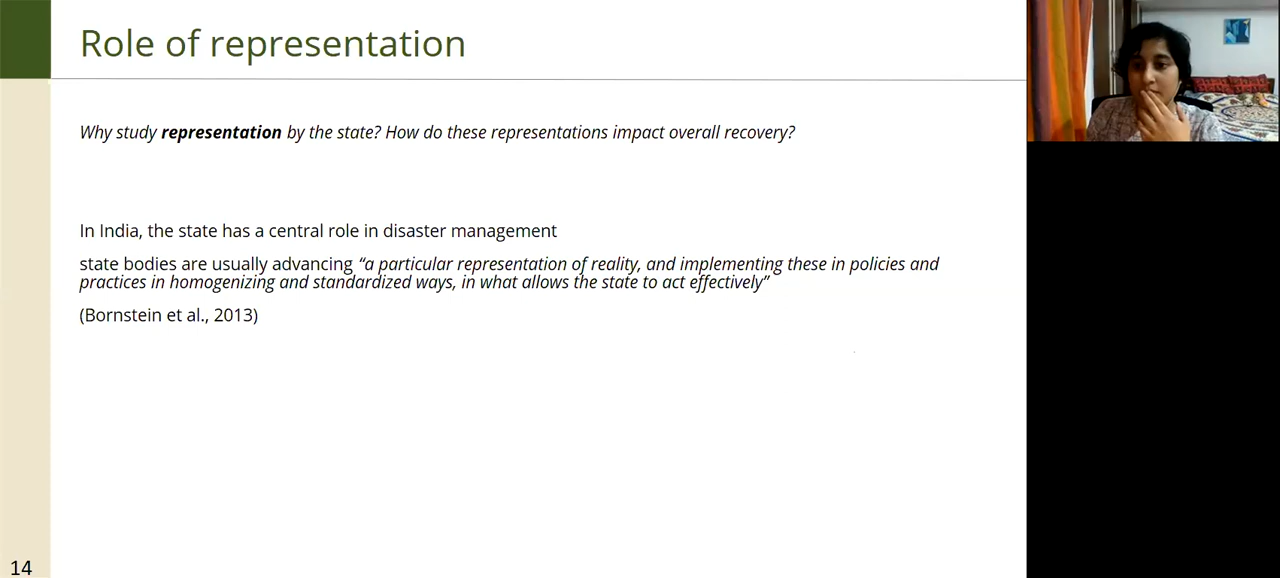 Role of representation
Why study representation by the state? How do these representations impact overall recovery?
In India, the state has a central role in disaster management
state bodies are usually advancing “a particular representation of reality, and implementing these in policies and
practices in homogenizing and standardized ways, in what allows the state to act effectively”
(Bornstein et al., 2013)
14